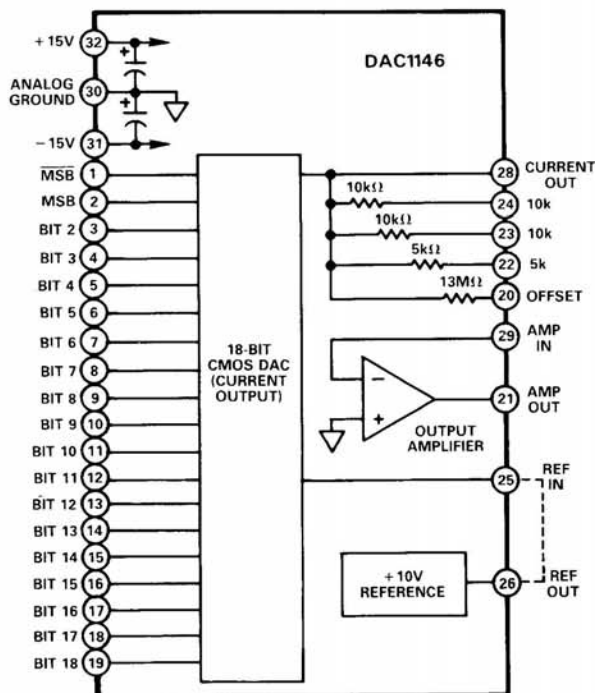 DAC1146
+15V 32
ANALOG
GROUND 30
-15V 31
MSB 1
MSB 2
BIT 2 3
BIT 3 4
BIT 4 5
BIT 5 6
BIT 6 7
BIT 7 8
BIT 8 9
BIT 9 10
BIT 10 11
BIT 11 12
BIT 12 13
BIT 13 14
BIT 14 15
BIT 15 16
BIT 16 17
BIT 17 18
BIT 18 19
18-BIT
CMOS DAC
(CURRENT
OUTPUT)
28 CURRENT
OUT
10kΩ 24 10k
10kΩ 23 10k
5kΩ 22 5k
13MΩ 20 OFFSET
29 AMP
IN
21 AMP
OUT
- 
+
OUTPUT
AMPLIFIER
25 REF
IN
+10V
REFERENCE
26 REF
OUT